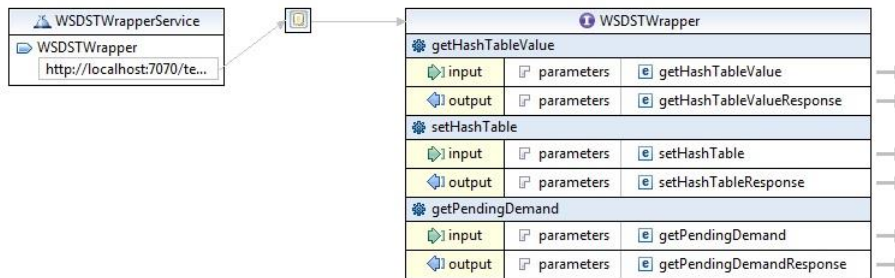 WSDSTWrapperService
WSDSTWrapper
http://localhost:7070/te...
WSDSTWrapper
getHashTableValue
input parameters getHashTableValue
output parameters getHashTableValueResponse
setHashTable
input parameters setHashTable
output parameters setHashTableResponse
getPendingDemand
input parameters getPendingDemand
output parameters getPendingDemandResponse